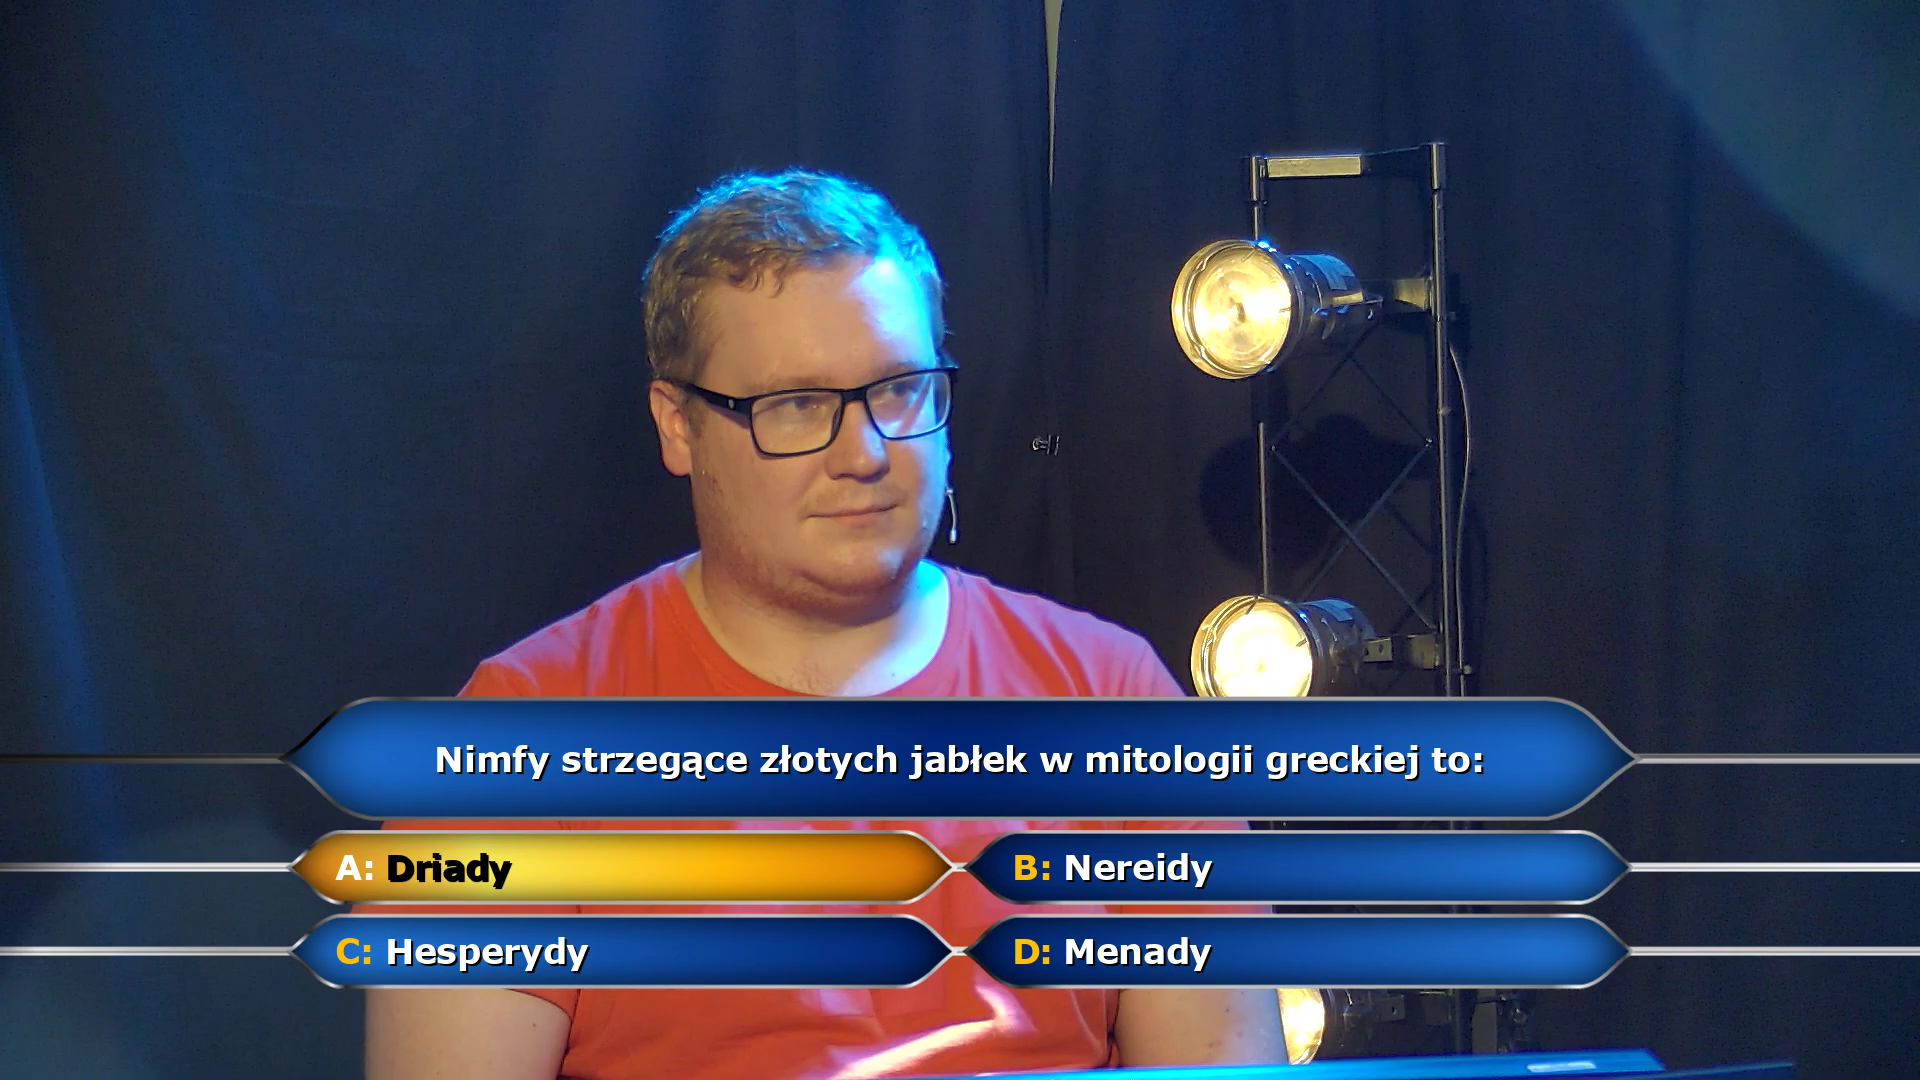 Nimfy strzegące złotych jabłek w mitologii greckiej to:
A: Driady
B: Nereidy
C: Hesperydy
D: Menady